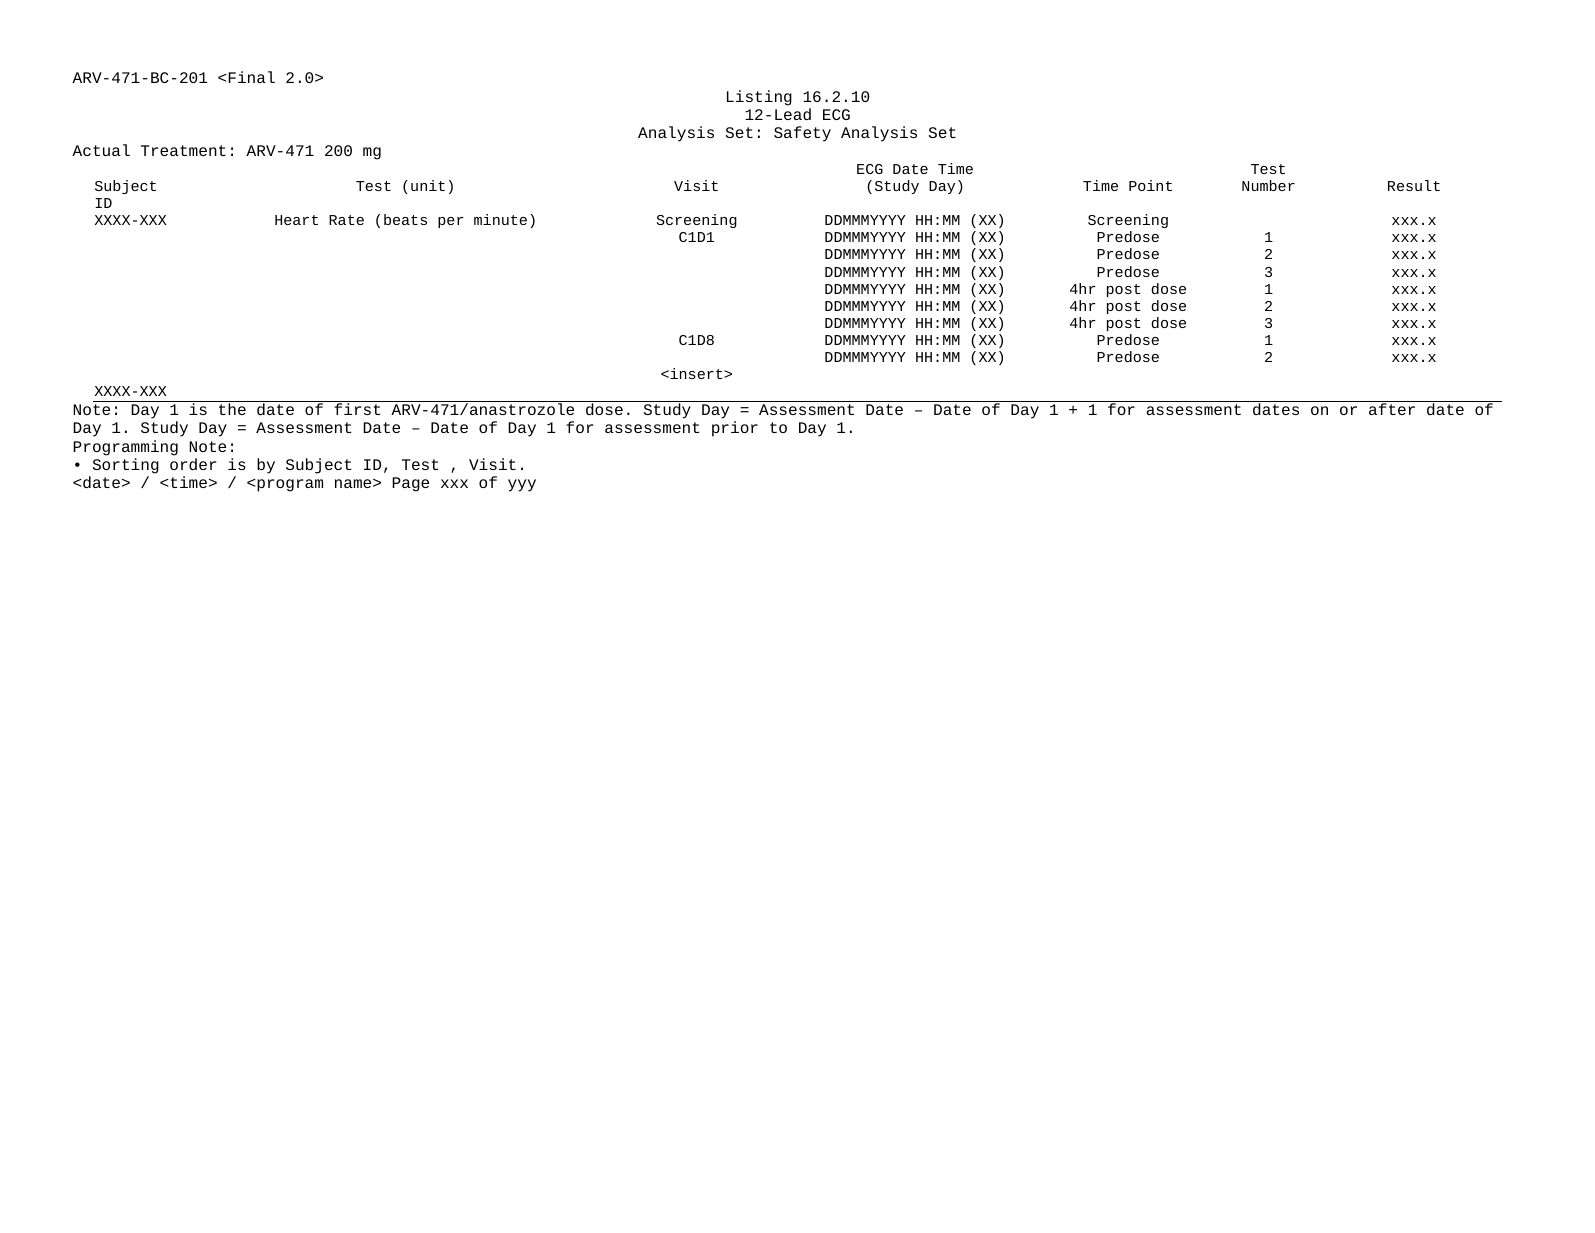 ARV-471-BC-201 <Final 2.0>
Listing 16.2.10
12-Lead ECG
Analysis Set: Safety Analysis Set
Actual Treatment: ARV-471 200 mg
ECG Date Time Test
Subject Test (unit) Visit (Study Day) Time Point Number Result
ID
XXXX-XXX Heart Rate (beats per minute) Screening DDMMMYYYY HH:MM (XX) Screening xxx.x
C1D1 DDMMMYYYY HH:MM (XX) Predose 1 xxx.x
DDMMMYYYY HH:MM (XX) Predose 2 xxx.x
DDMMMYYYY HH:MM (XX) Predose 3 xxx.x
DDMMMYYYY HH:MM (XX) 4hr post dose 1 xxx.x
DDMMMYYYY HH:MM (XX) 4hr post dose 2 xxx.x
DDMMMYYYY HH:MM (XX) 4hr post dose 3 xxx.x
C1D8 DDMMMYYYY HH:MM (XX) Predose 1 xxx.x
DDMMMYYYY HH:MM (XX) Predose 2 xxx.x
<insert>
XXXX-XXX
Note: Day 1 is the date of first ARV-471/anastrozole dose. Study Day = Assessment Date – Date of Day 1 + 1 for assessment dates on or after date of
Day 1. Study Day = Assessment Date – Date of Day 1 for assessment prior to Day 1.
Programming Note:
• Sorting order is by Subject ID, Test , Visit.
<date> / <time> / <program name> Page xxx of yyy